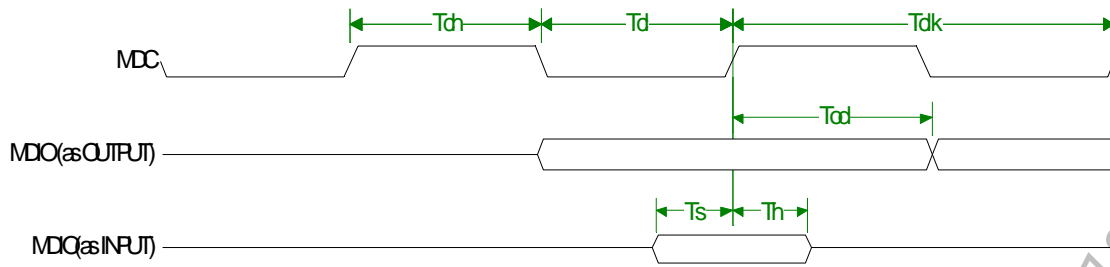 Tch Tcl Tclk
MDC
Tod
MDIO(as OUTPUT)
Ts Th
MDIO(as INPUT)